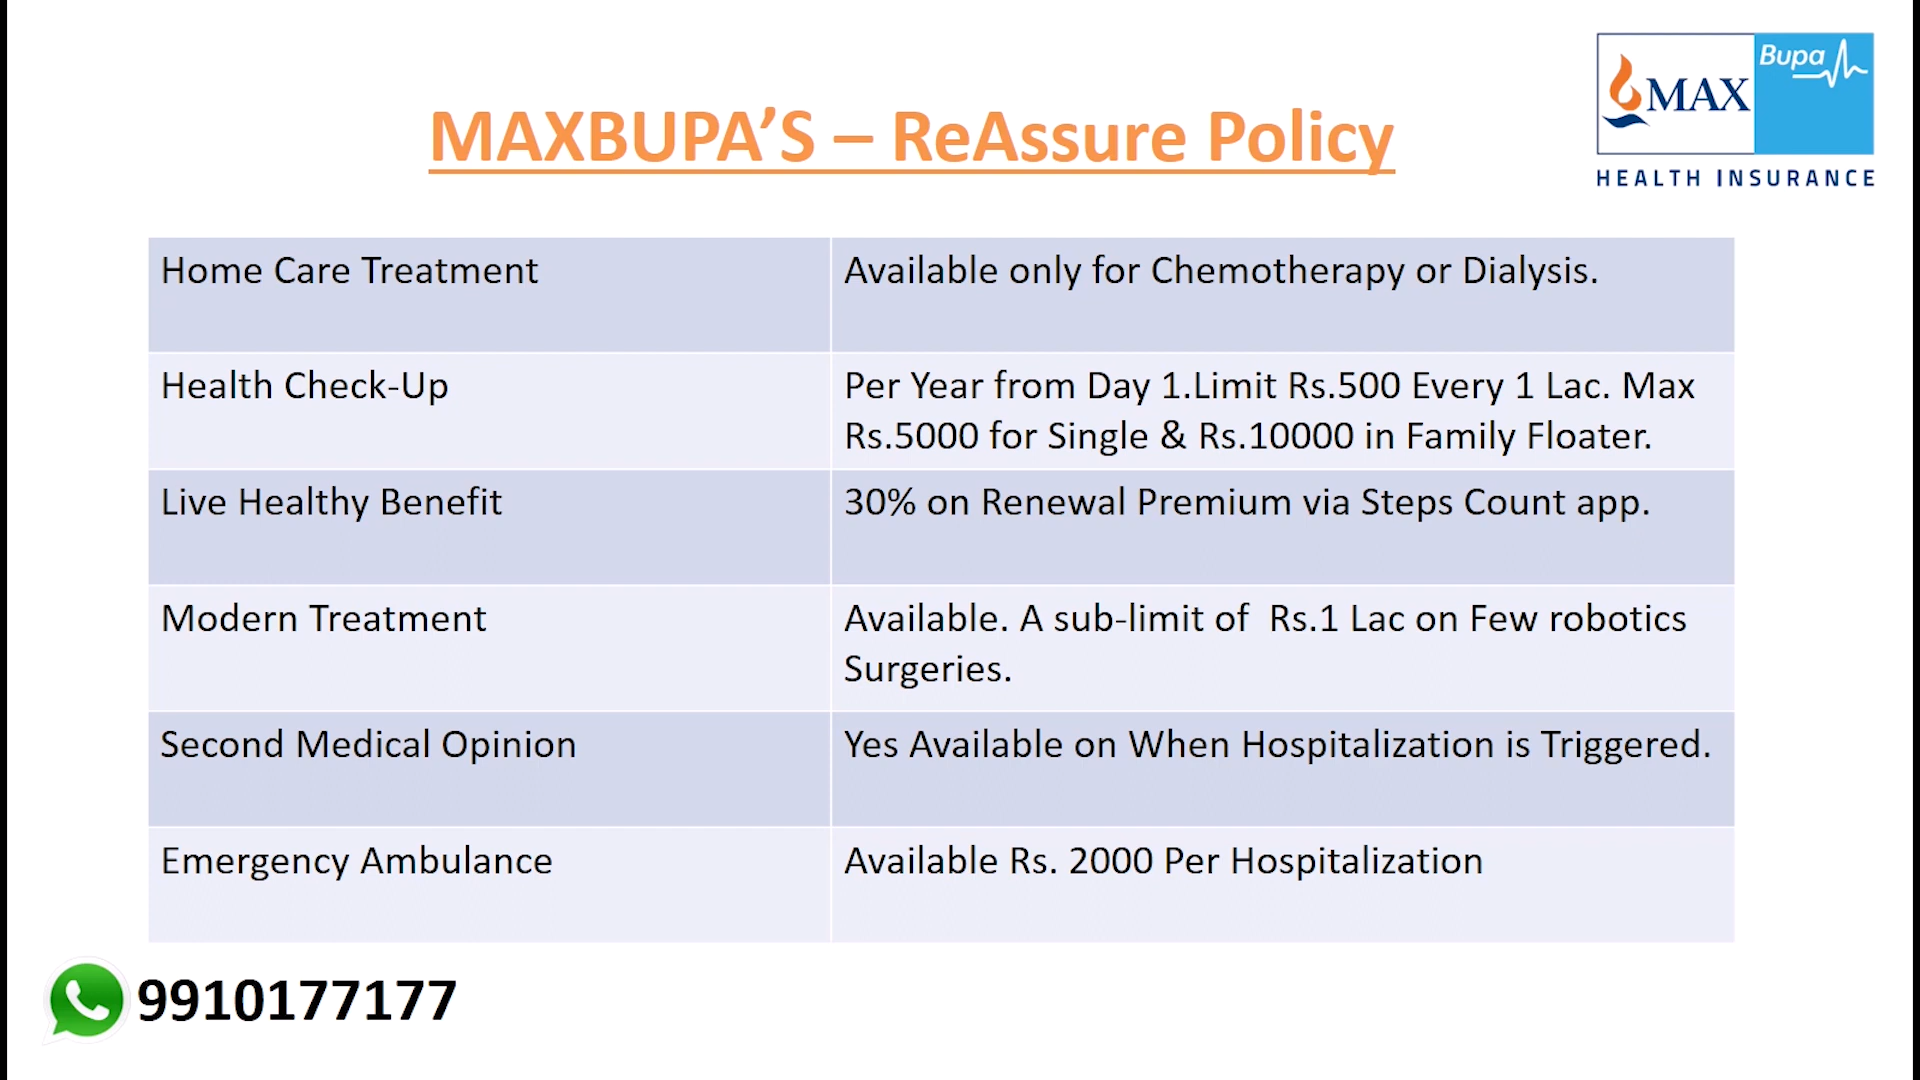 MAX
Bupa
HEALTH INSURANCE
MAXBUPA’S – ReAssure Policy
Home Care Treatment
Available only for Chemotherapy or Dialysis.
Health Check-Up
Per Year from Day 1.Limit Rs.500 Every 1 Lac. Max
Rs.5000 for Single & Rs.10000 in Family Floater.
Live Healthy Benefit
30% on Renewal Premium via Steps Count app.
Modern Treatment
Available. A sub-limit of  Rs.1 Lac on Few robotics
Surgeries.
Second Medical Opinion
Yes Available on When Hospitalization is Triggered.
Emergency Ambulance
Available Rs. 2000 Per Hospitalization
9910177177